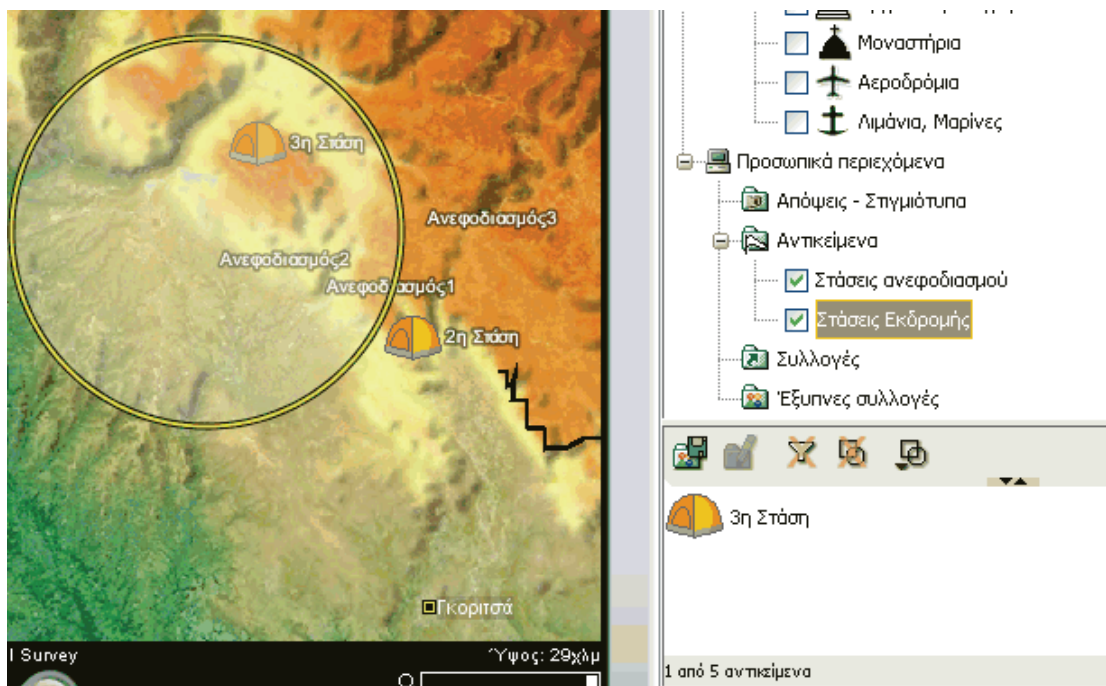 3η Στάση
Ανεφοδιασμός3
Ανεφοδιασμός2
Ανεφοδιασμός1
2η Στάση
Γκοριτσά
l Survey
Ύψος: 29χλμ
Μοναστήρια
Αεροδρόμια
Λιμάνια, Μαρίνες
Προσωπικά περιεχόμενα
Απόψεις - Στιγμιότυπα
Αντικείμενα
Στάσεις ανεφοδιασμού
Στάσεις Εκδρομής
Συλλογές
Έξυπνες συλλογές
3η Στάση
1 από 5 αντικείμενα